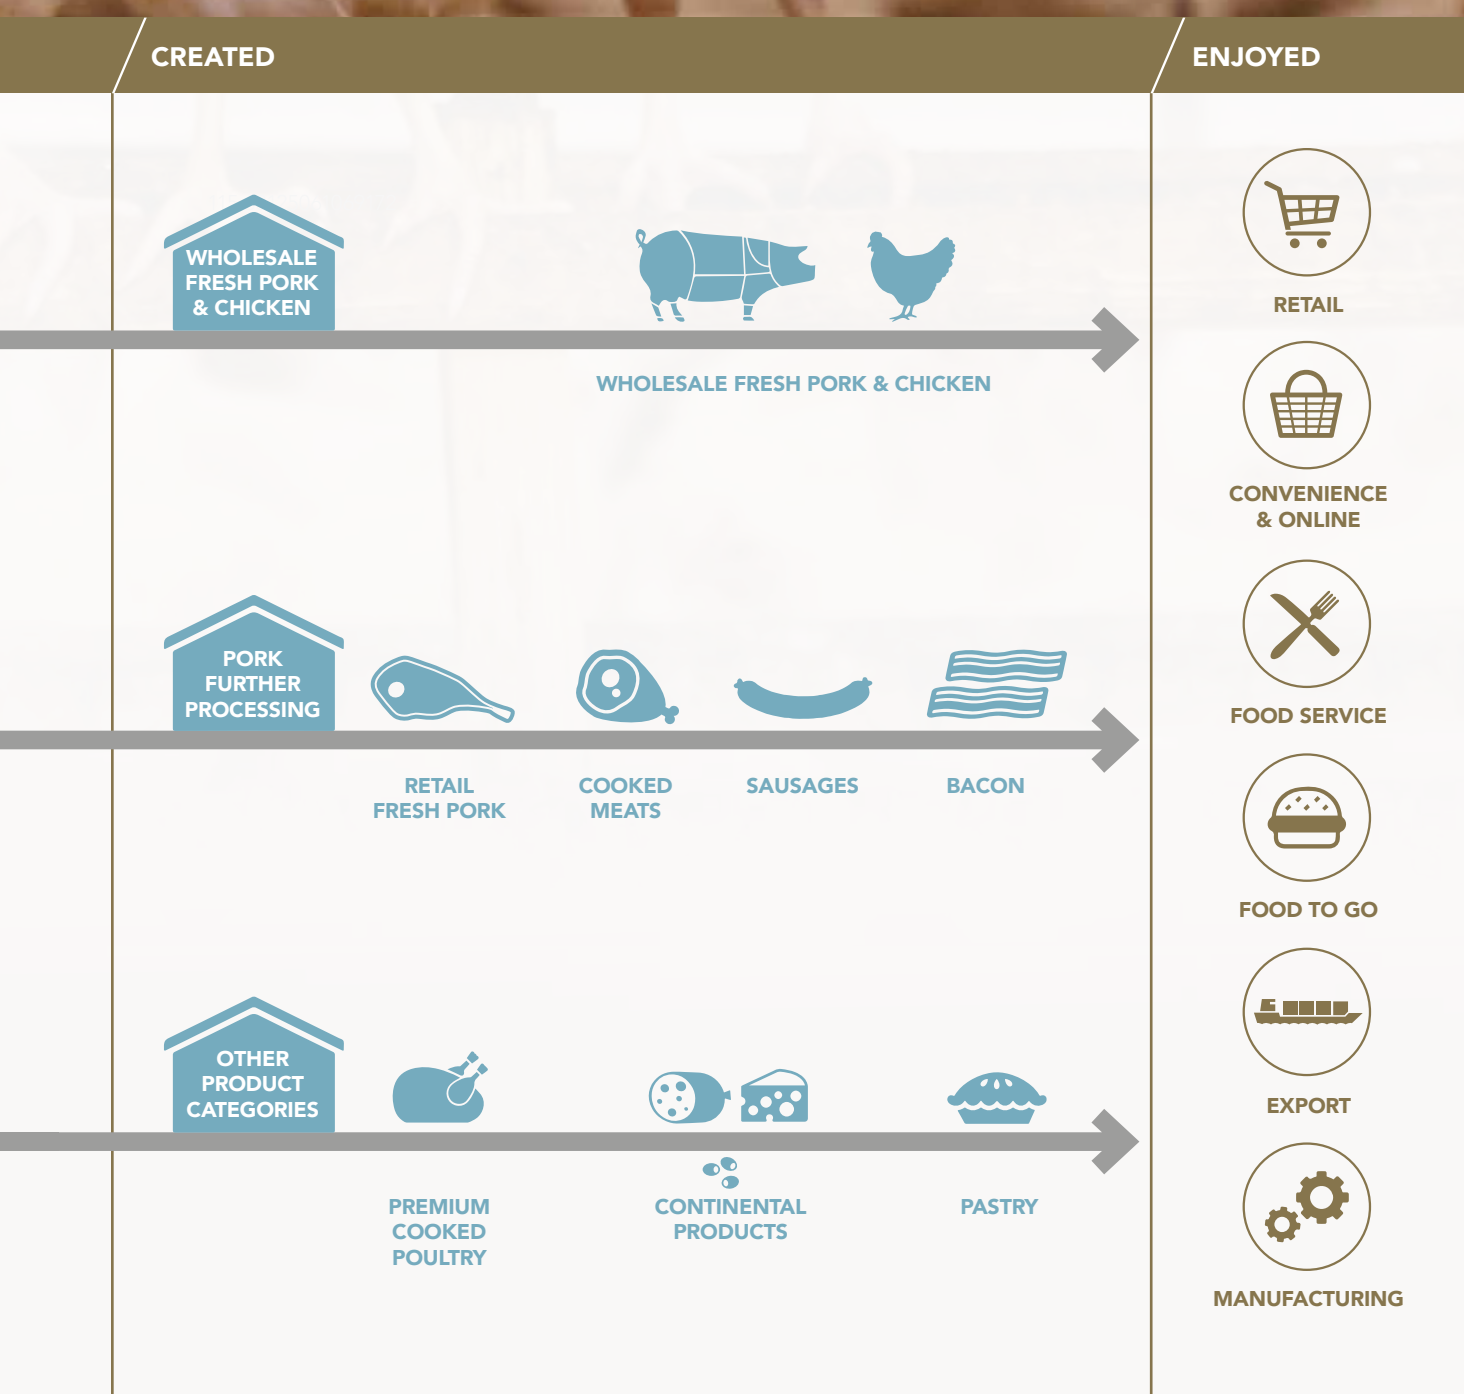 CREATED
ENJOYED
WHOLESALE
FRESH PORK
& CHICKEN
WHOLESALE FRESH PORK & CHICKEN
PORK
FURTHER
PROCESSING
RETAIL
FRESH PORK
COOKED
MEATS
SAUSAGES
BACON
OTHER
PRODUCT
CATEGORIES
PREMIUM
COOKED
POULTRY
CONTINENTAL
PRODUCTS
PASTRY
RETAIL
CONVENIENCE
& ONLINE
FOOD SERVICE
FOOD TO GO
EXPORT
MANUFACTURING